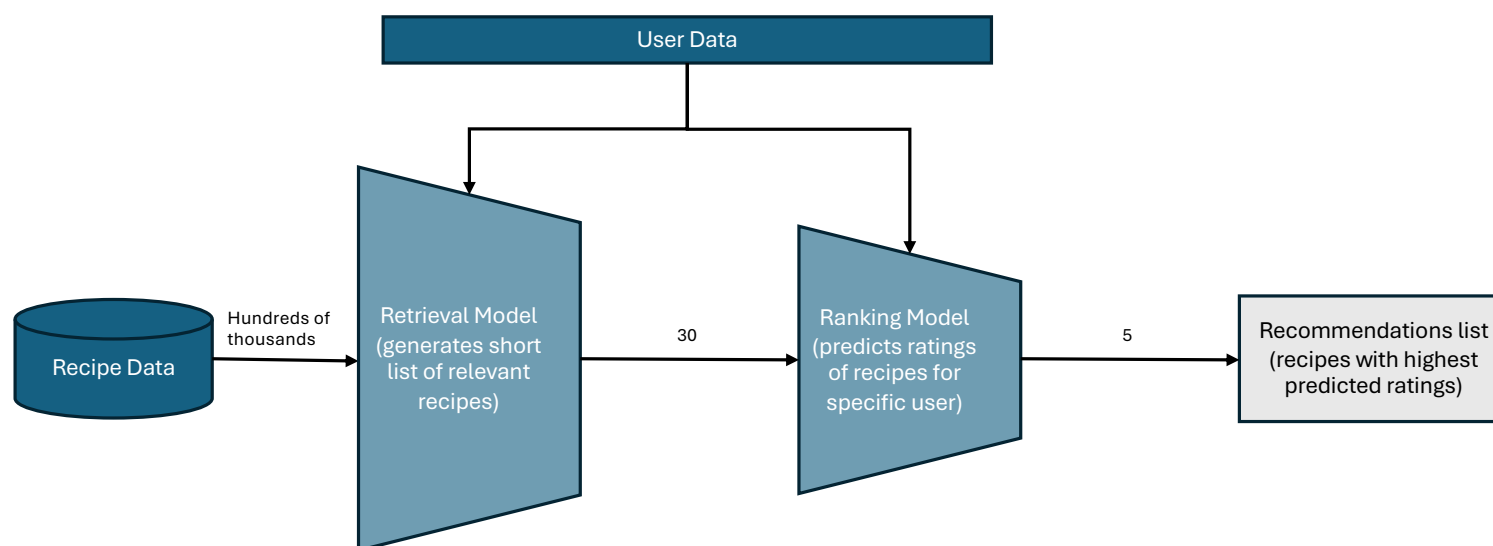 User Data
Hundreds of
thousands
Recipe Data
Retrieval Model
(generates short
list of relevant
recipes)
30
Ranking Model
(predicts ratings
of recipes for
specific user)
5
Recommendations list
(recipes with highest
predicted ratings)